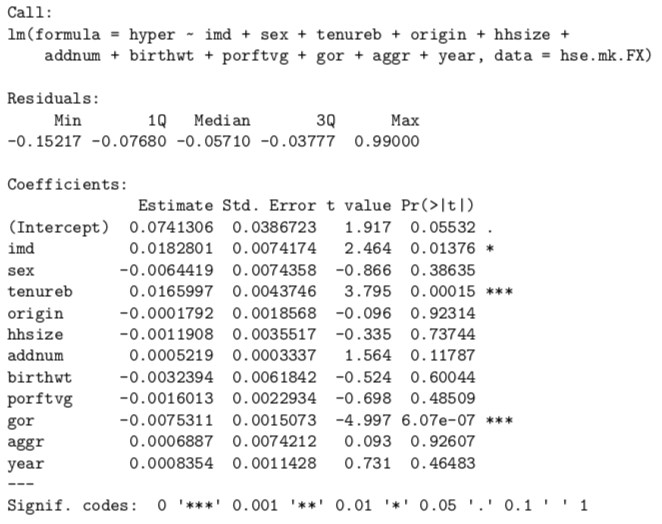 Call:
lm(formula = hyper ~ imd + sex + tenureb + origin + hhsize +
    addnum + birthwt + porftvg + gor + aggr + year, data = hse.mk.FX)
Residuals:
     Min       1Q   Median       3Q      Max
-0.15217 -0.07680 -0.05710 -0.03777  0.99000
Coefficients:
              Estimate Std. Error t value Pr(>|t|)
(Intercept)  0.0741306  0.0386723   1.917  0.05532 .
imd          0.0182801  0.0074174   2.464  0.01376 *
sex         -0.0064419  0.0074358  -0.866  0.38635
tenureb      0.0165997  0.0043746   3.795  0.00015 ***
origin      -0.0001792  0.0018568  -0.096  0.92314
hhsize      -0.0011908  0.0035517  -0.335  0.73744
addnum       0.0005219  0.0003337   1.564  0.11787
birthwt     -0.0032394  0.0061842  -0.524  0.60044
porftvg     -0.0016013  0.0022934  -0.698  0.48509
gor         -0.0075311  0.0015073  -4.997 6.07e-07 ***
aggr         0.0006887  0.0074212   0.093  0.92607
year         0.0008354  0.0011428   0.731  0.46483
---
Signif. codes:  0 '***' 0.001 '**' 0.01 '*' 0.05 '.' 0.1 ' ' 1